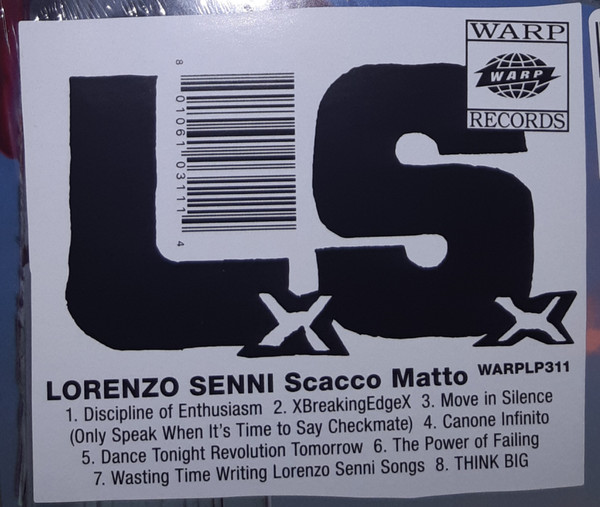 WARP
WARP
RECORDS
LS
8 01061 03111 4
X X
LORENZO SENNI Scacco Matto WARPLP311
1. Discipline of Enthusiasm 2. XBreakingEdgeX 3. Move in Silence
(Only Speak When It's Time to Say Checkmate) 4. Canone Infinito
5. Dance Tonight Revolution Tomorrow 6. The Power of Failing
7. Wasting Time Writing Lorenzo Senni Songs 8. THINK BIG